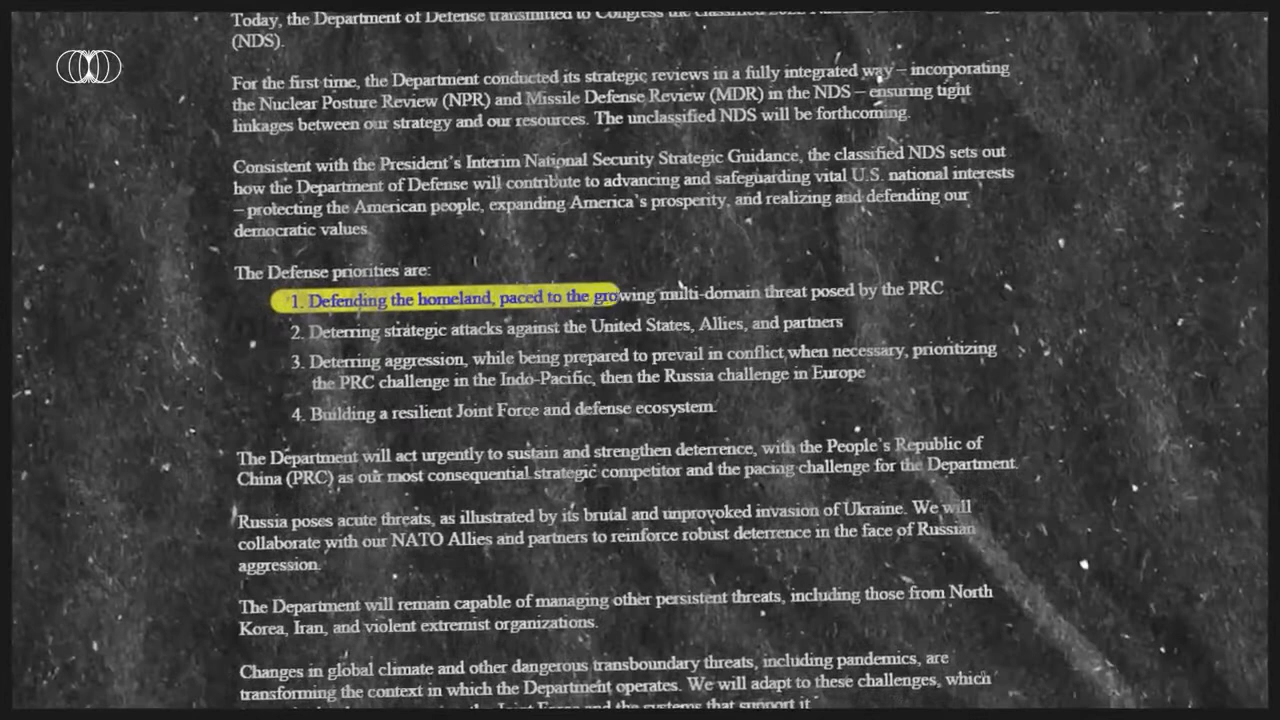 Today, the Department of Defense transmitted to Congress the classified 2022
(NDS).
For the first time, the Department conducted its strategic reviews in a fully integrated way – incorporating
the Nuclear Posture Review (NPR) and Missile Defense Review (MDR) in the NDS – ensuring tight
linkages between our strategy and our resources. The unclassified NDS will be forthcoming.
Consistent with the President's Interim National Security Strategic Guidance, the classified NDS sets out
how the Department of Defense will contribute to advancing and safeguarding vital U.S. national interests
– protecting the American people, expanding America's prosperity, and realizing and defending our
democratic values.
The Defense priorities are:
1. Defending the homeland, paced to the growing multi-domain threat posed by the PRC
2. Deterring strategic attacks against the United States, Allies, and partners
3. Deterring aggression, while being prepared to prevail in conflict when necessary, prioritizing
the PRC challenge in the Indo-Pacific, then the Russia challenge in Europe
4. Building a resilient Joint Force and defense ecosystem.
The Department will act urgently to sustain and strengthen deterrence, with the People's Republic of
China (PRC) as our most consequential strategic competitor and the pacing challenge for the Department.
Russia poses acute threats, as illustrated by its brutal and unprovoked invasion of Ukraine. We will
collaborate with our NATO Allies and partners to reinforce robust deterrence in the face of Russian
aggression.
The Department will remain capable of managing other persistent threats, including those from North
Korea, Iran, and violent extremist organizations.
Changes in global climate and other dangerous transboundary threats, including pandemics, are
transforming the context in which the Department operates. We will adapt to these challenges, which
the Joint Force and the systems that support it